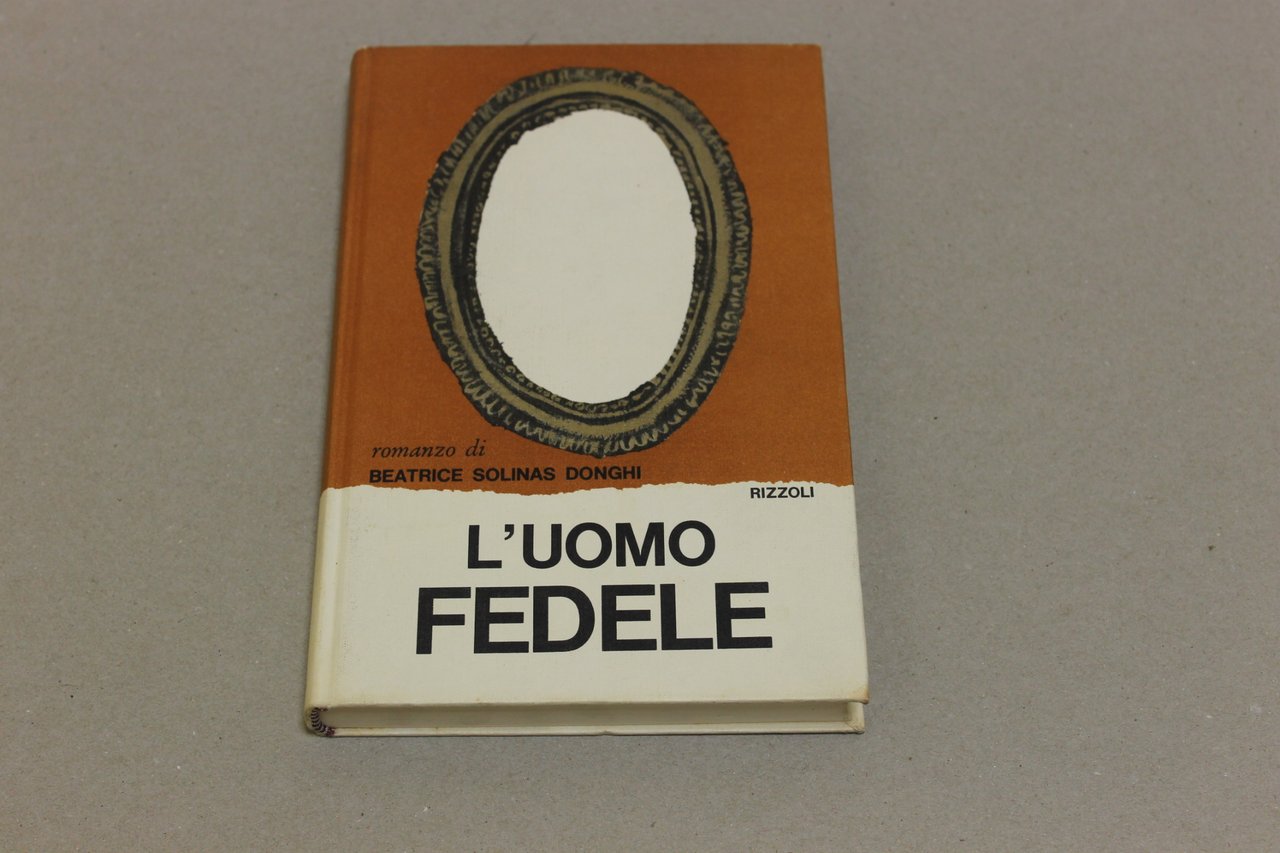 romanzo di
BEATRICE SOLINAS DONGHI
RIZZOLI
L'UOMO
FEDELE